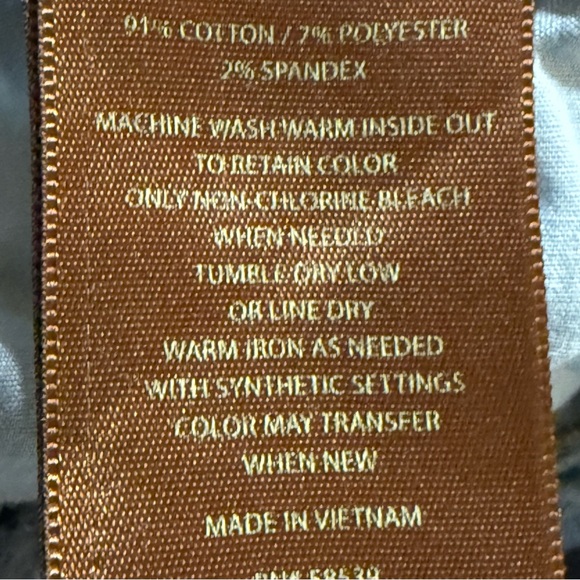 91% COTTON / 7% POLYESTER
2% SPANDEX
MACHINE WASH WARM INSIDE OUT
TO RETAIN COLOR
ONLY NON-CHLORINE BLEACH
WHEN NEEDED
TUMBLE DRY LOW
OR LINE DRY
WARM IRON AS NEEDED
WITH SYNTHETIC SETTINGS
COLOR MAY TRANSFER
WHEN NEW
MADE IN VIETNAM